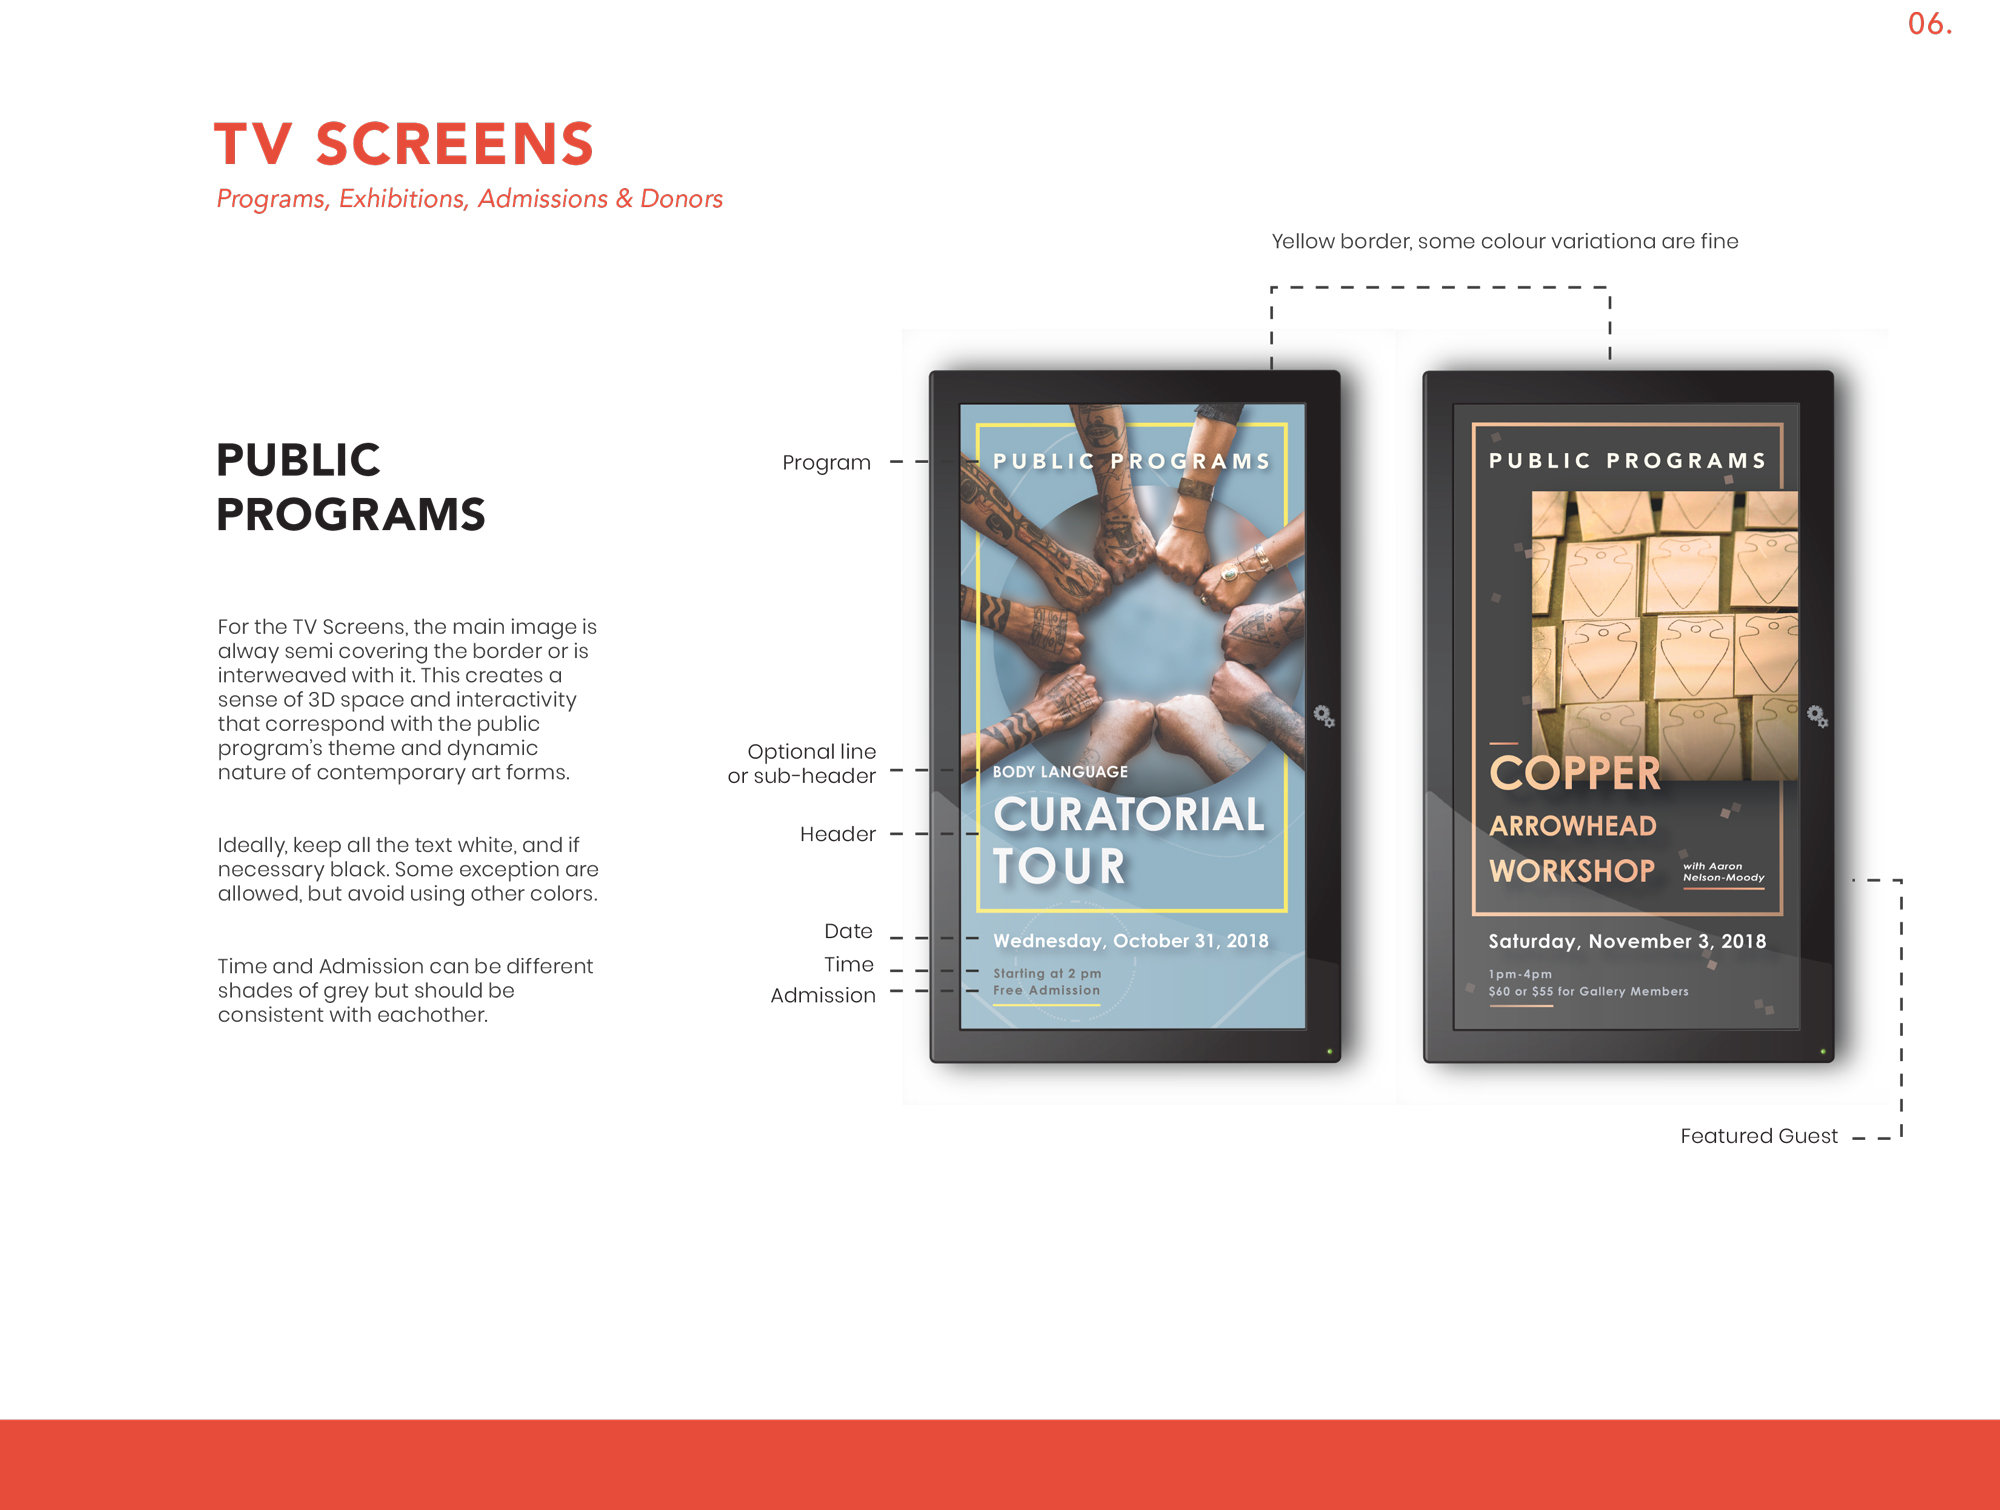 06.
TV SCREENS
Programs, Exhibitions, Admissions & Donors
Yellow border, some colour variationa are fine
PUBLIC
PROGRAMS
For the TV Screens, the main image is
alway semi covering the border or is
interweaved with it. This creates a
sense of 3D space and interactivity
that correspond with the public
program's theme and dynamic
nature of contemporary art forms.
Ideally, keep all the text white, and if
necessary black. Some exception are
allowed, but avoid using other colors.
Time and Admission can be different
shades of grey but should be
consistent with eachother.
Program
Optional line
or sub-header
Header
Date
Time
Admission
PUBLIC PROGRAMS
BODY LANGUAGE
CURATORIAL
TOUR
Wednesday, October 31, 2018
Starting at 2 pm
Free Admission
PUBLIC PROGRAMS
COPPER
ARROWHEAD
WORKSHOP
with Aaron
Nelson-Moody
Saturday, November 3, 2018
1pm-4pm
$60 or $55 for Gallery Members
Featured Guest